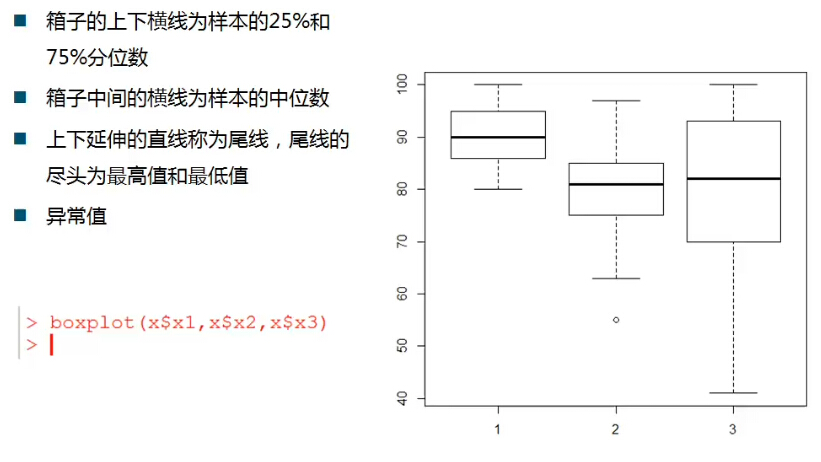 箱子的上下横线为样本的25%和
75%分位数
箱子中间的横线为样本的中位数
上下延伸的直线称为尾线，尾线的
尽头为最高值和最低值
异常值
> boxplot(x$x1,x$x2,x$x3)
>
100
90
80
70
60
50
40
1 2 3